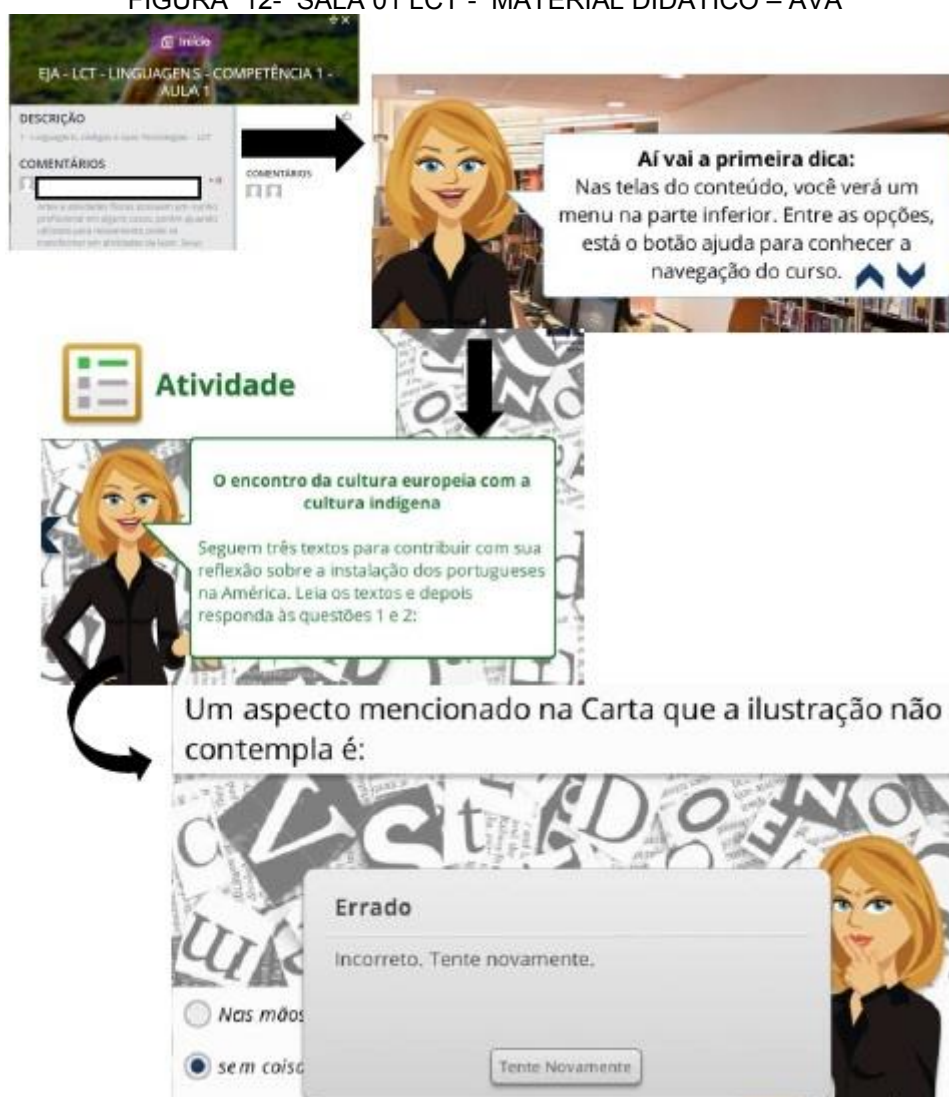 FIGURA 12- SALA 01 LCT - MATERIAL DIDÁTICO – AVA
Início
EJA - LCT - LINGUAGENS - COMPETÊNCIA 1 -
AULA 1
DESCRIÇÃO
Linguagens, códigos e suas tecnologias - LCT
COMENTÁRIOS
COMENTÁRIOS
Aí vai a primeira dica:
Nas telas do conteúdo, você verá um
menu na parte inferior. Entre as opções,
está o botão ajuda para conhecer a
navegação do curso.
Atividade
O encontro da cultura europeia com a
cultura indígena
Seguem três textos para contribuir com sua
reflexão sobre a instalação dos portugueses
na América. Leia os textos e depois
responda às questões 1 e 2:
Um aspecto mencionado na Carta que a ilustração não
contempla é:
Errado
Incorreto. Tente novamente.
Nas mãos
sem coisa
Tente Novamente